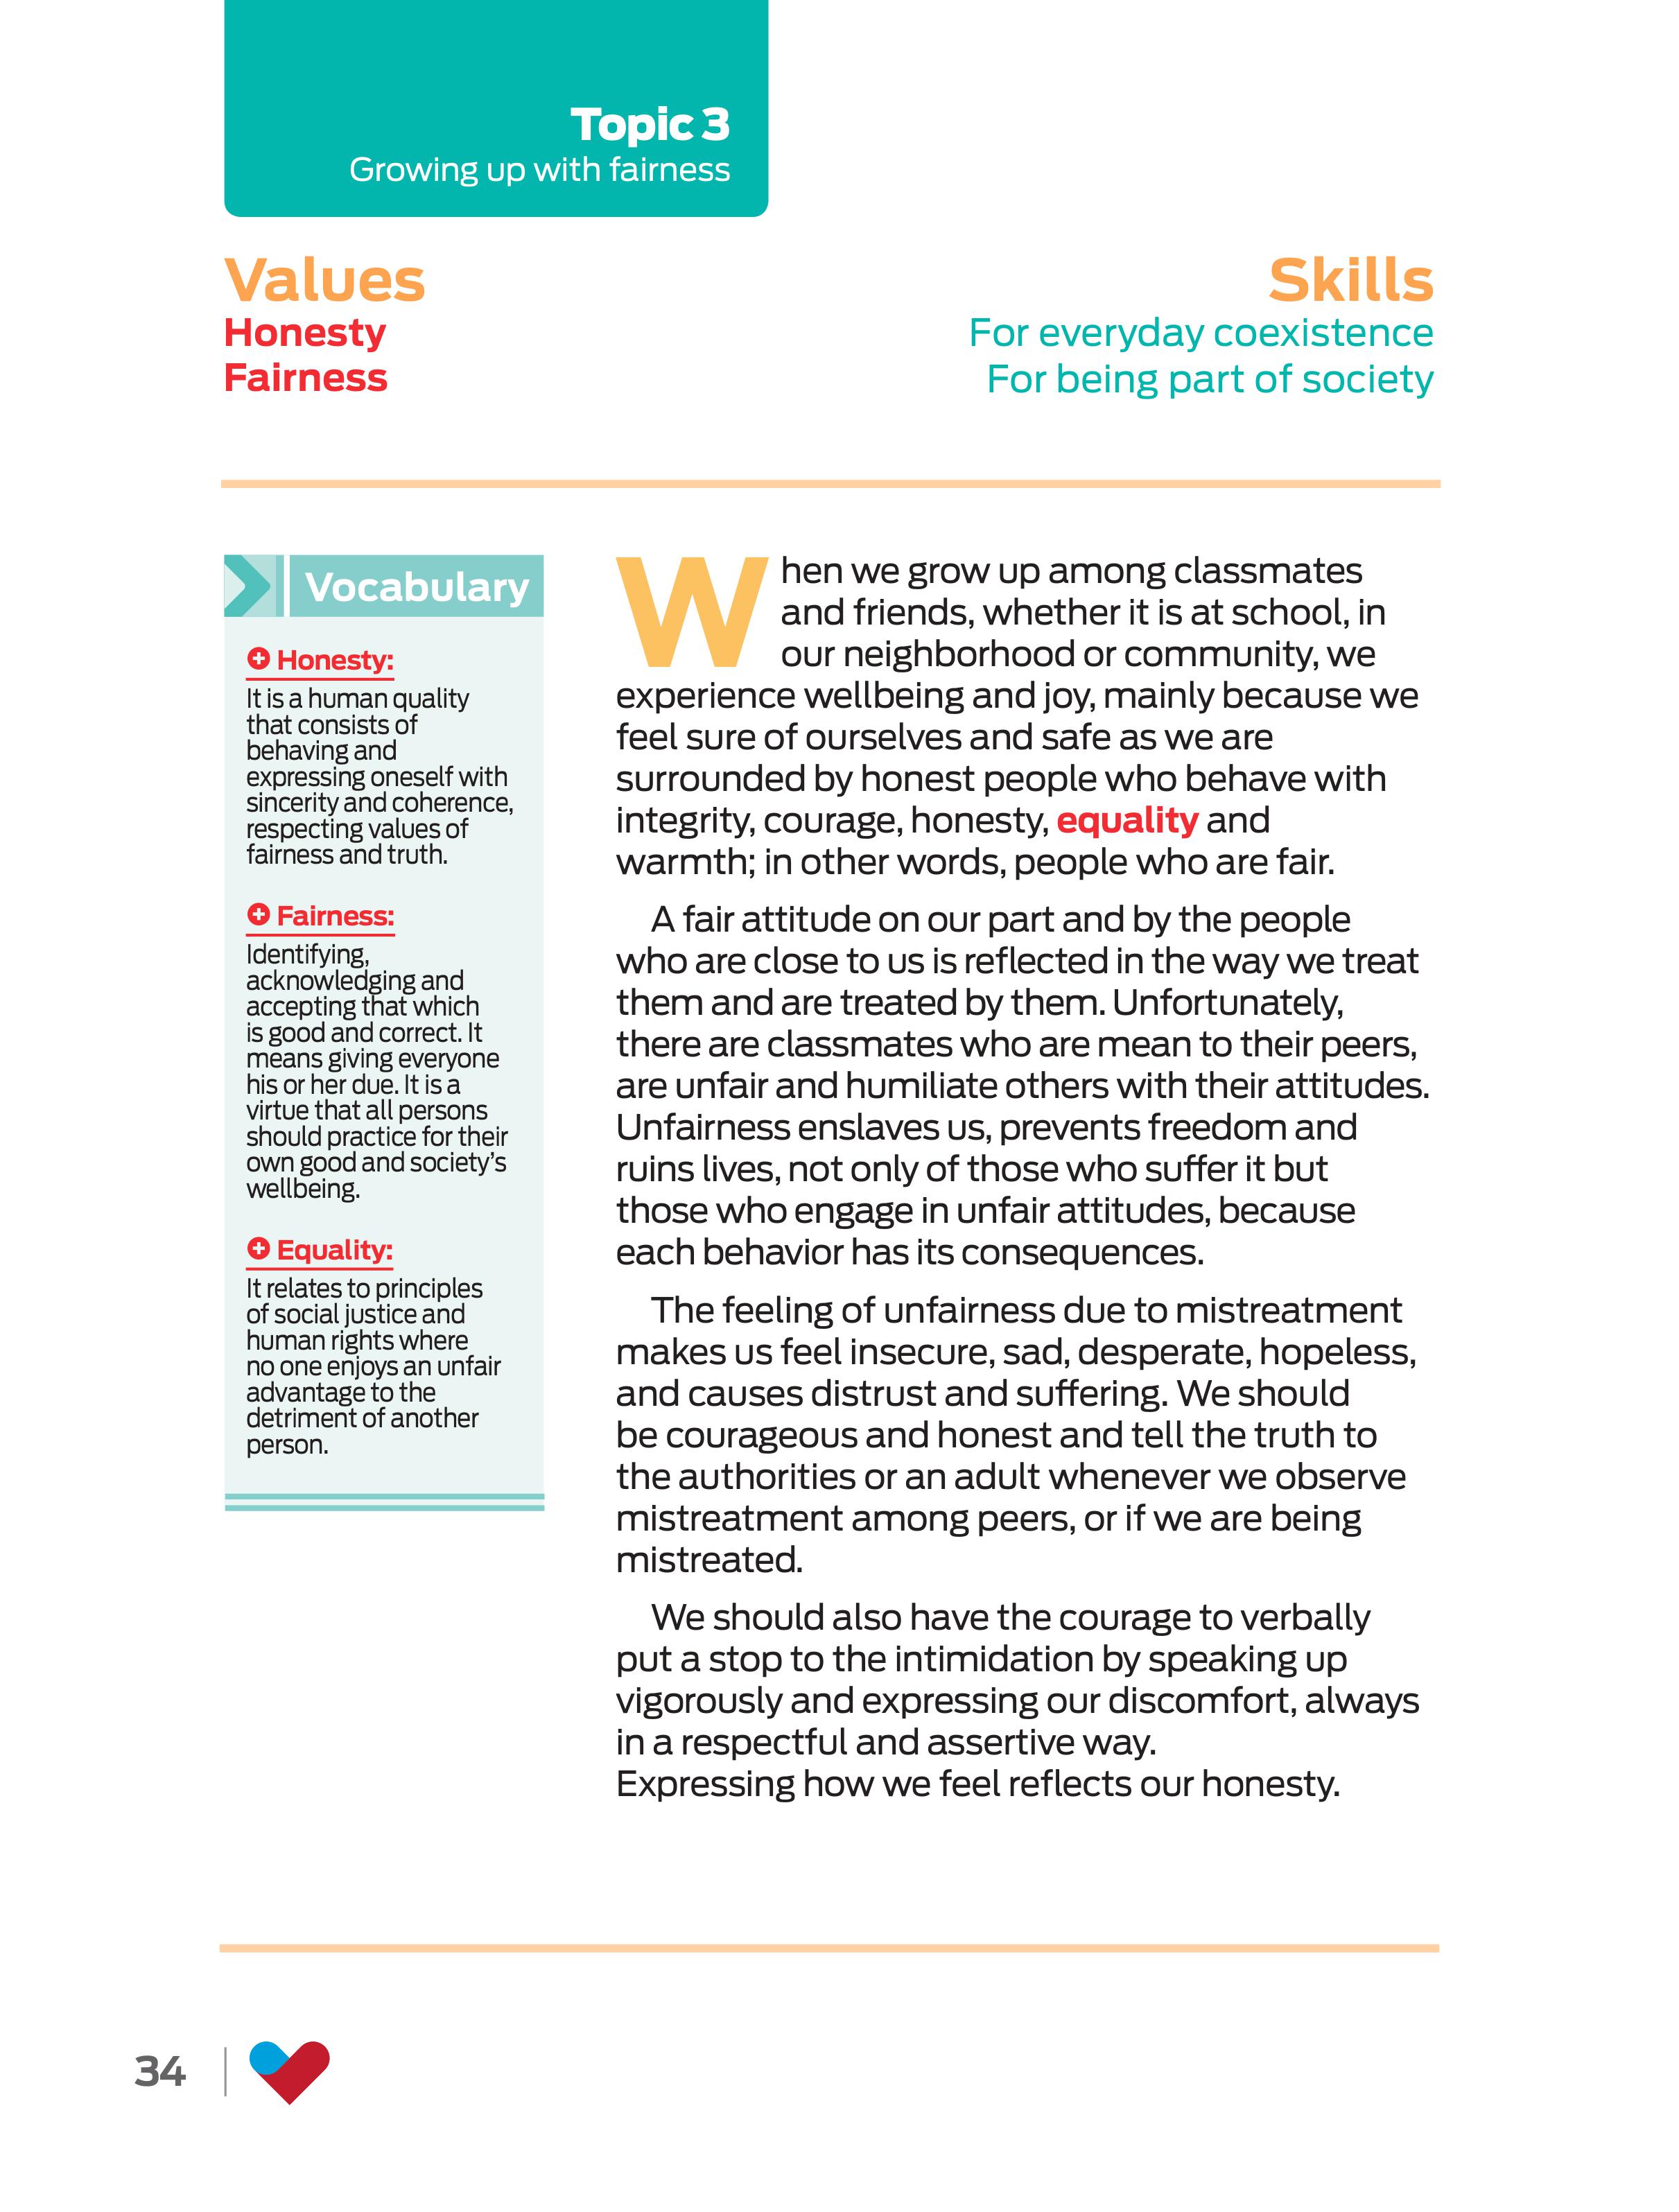 Topic 3
Growing up with fairness
Values
Honesty
Fairness
Skills
For everyday coexistence
For being part of society
Vocabulary
Honesty:
It is a human quality
that consists of
behaving and
expressing oneself with
sincerity and coherence,
respecting values of
fairness and truth.
Fairness:
Identifying,
acknowledging and
accepting that which
is good and correct. It
means giving everyone
his or her due. It is a
virtue that all persons
should practice for their
own good and society’s
wellbeing.
Equality:
It relates to principles
of social justice and
human rights where
no one enjoys an unfair
advantage to the
detriment of another
person.
When we grow up among classmates
and friends, whether it is at school, in
our neighborhood or community, we
experience wellbeing and joy, mainly because we
feel sure of ourselves and safe as we are
surrounded by honest people who behave with
integrity, courage, honesty, equality and
warmth; in other words, people who are fair.
A fair attitude on our part and by the people
who are close to us is reflected in the way we treat
them and are treated by them. Unfortunately,
there are classmates who are mean to their peers,
are unfair and humiliate others with their attitudes.
Unfairness enslaves us, prevents freedom and
ruins lives, not only of those who suffer it but
those who engage in unfair attitudes, because
each behavior has its consequences.
The feeling of unfairness due to mistreatment
makes us feel insecure, sad, desperate, hopeless,
and causes distrust and suffering. We should
be courageous and honest and tell the truth to
the authorities or an adult whenever we observe
mistreatment among peers, or if we are being
mistreated.
We should also have the courage to verbally
put a stop to the intimidation by speaking up
vigorously and expressing our discomfort, always
in a respectful and assertive way.
Expressing how we feel reflects our honesty.
34